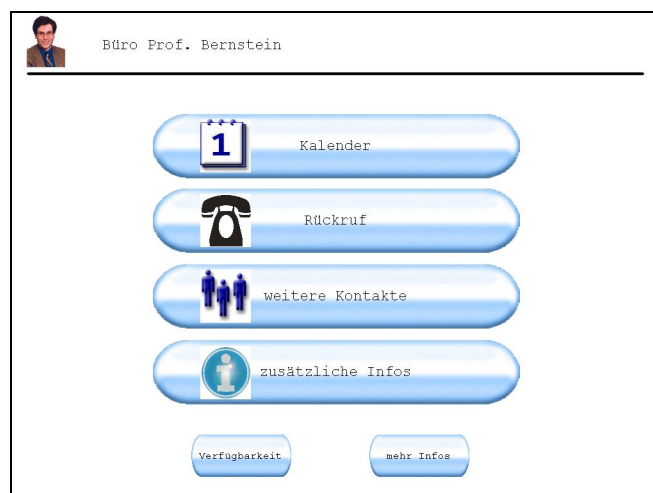 Büro Prof. Bernstein
1
Kalender
Rückruf
weitere Kontakte
zusätzliche Infos
Verfügbarkeit
mehr Infos